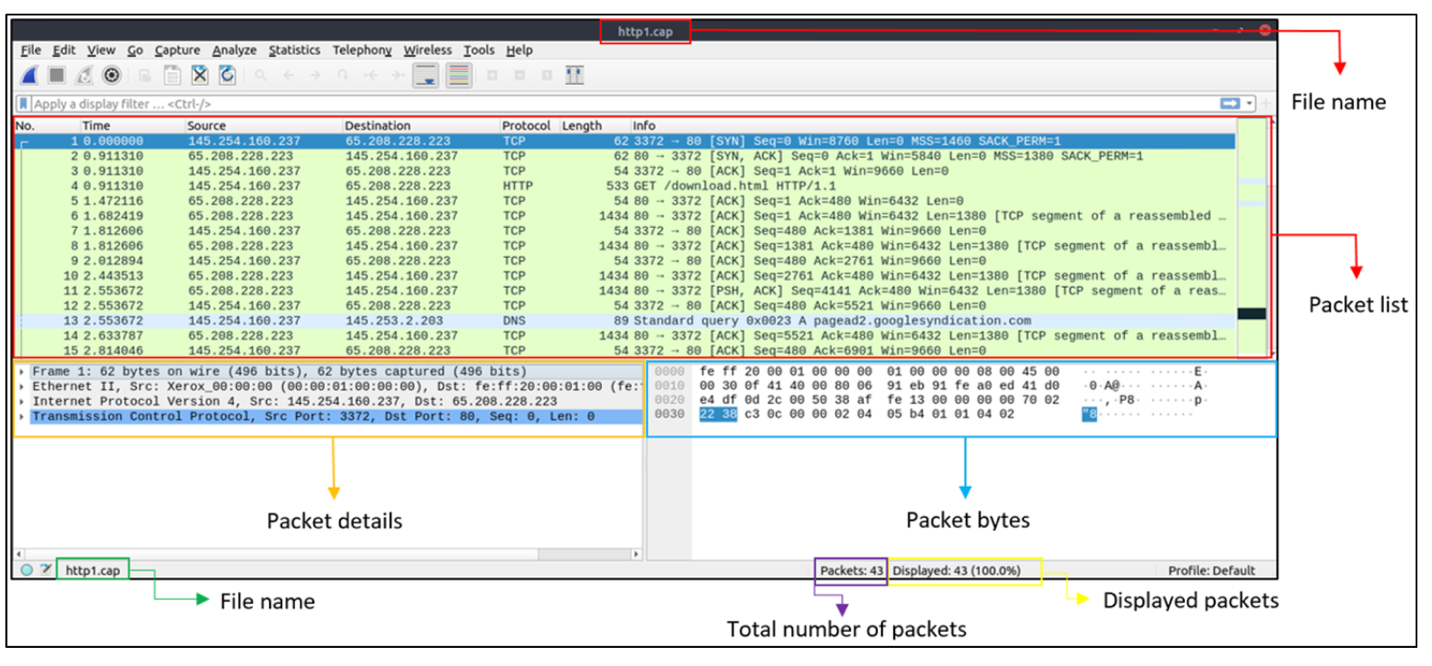 http1.cap
File Edit View Go Capture Analyze Statistics Telephony Wireless Tools Help
Apply a display filter ... <Ctrl-/>
File name
No. Time Source Destination Protocol Length Info
1 0.000000 145.254.160.237 65.208.228.223 TCP 62 3372 → 80 [SYN] Seq=0 Win=8760 Len=0 MSS=1460 SACK_PERM=1
2 0.911310 65.208.228.223 145.254.160.237 TCP 62 80 → 3372 [SYN, ACK] Seq=0 Ack=1 Win=5840 Len=0 MSS=1380 SACK_PERM=1
3 0.911310 145.254.160.237 65.208.228.223 TCP 54 3372 → 80 [ACK] Seq=1 Ack=1 Win=9660 Len=0
4 0.911310 145.254.160.237 65.208.228.223 HTTP 533 GET /download.html HTTP/1.1
5 1.472116 65.208.228.223 145.254.160.237 TCP 54 80 → 3372 [ACK] Seq=1 Ack=480 Win=6432 Len=0
6 1.682419 65.208.228.223 145.254.160.237 TCP 1434 80 → 3372 [ACK] Seq=1 Ack=480 Win=6432 Len=1380 [TCP segment of a reassembled …
7 1.812606 145.254.160.237 65.208.228.223 TCP 54 3372 → 80 [ACK] Seq=480 Ack=1381 Win=9660 Len=0
8 1.812606 65.208.228.223 145.254.160.237 TCP 1434 80 → 3372 [ACK] Seq=1381 Ack=480 Win=6432 Len=1380 [TCP segment of a reassembl…
9 2.012894 145.254.160.237 65.208.228.223 TCP 54 3372 → 80 [ACK] Seq=480 Ack=2761 Win=9660 Len=0
10 2.443513 65.208.228.223 145.254.160.237 TCP 1434 80 → 3372 [ACK] Seq=2761 Ack=480 Win=6432 Len=1380 [TCP segment of a reassembl…
11 2.553672 65.208.228.223 145.254.160.237 TCP 1434 80 → 3372 [PSH, ACK] Seq=4141 Ack=480 Win=6432 Len=1380 [TCP segment of a reas…
12 2.553672 145.254.160.237 65.208.228.223 TCP 54 3372 → 80 [ACK] Seq=480 Ack=5521 Win=9660 Len=0
13 2.553672 145.254.160.237 145.253.2.203 DNS 89 Standard query 0x0023 A pagead2.googlesyndication.com
14 2.633787 65.208.228.223 145.254.160.237 TCP 1434 80 → 3372 [ACK] Seq=5521 Ack=480 Win=6432 Len=1380 [TCP segment of a reassembl…
15 2.814046 145.254.160.237 65.208.228.223 TCP 54 3372 → 80 [ACK] Seq=480 Ack=6901 Win=9660 Len=0
Packet list
Frame 1: 62 bytes on wire (496 bits), 62 bytes captured (496 bits)
Ethernet II, Src: Xerox_00:00:00 (00:00:01:00:00:00), Dst: fe:ff:20:00:01:00 (fe:
Internet Protocol Version 4, Src: 145.254.160.237, Dst: 65.208.228.223
Transmission Control Protocol, Src Port: 3372, Dst Port: 80, Seq: 0, Len: 0
0000 fe ff 20 00 01 00 00 00 01 00 00 00 08 00 45 00 ·· ····· ······E·
0010 00 30 0f 41 40 00 80 06 91 eb 91 fe a0 ed 41 d0 ·0·A@··· ······A·
0020 e4 df 0d 2c 00 50 38 af fe 13 00 00 00 00 70 02 ···,·P8· ······p·
0030 22 38 c3 0c 00 00 02 04 05 b4 01 01 04 02 "8······ ······
Packet details
Packet bytes
http1.cap
Packets: 43
Displayed: 43 (100.0%)
Profile: Default
File name
Displayed packets
Total number of packets